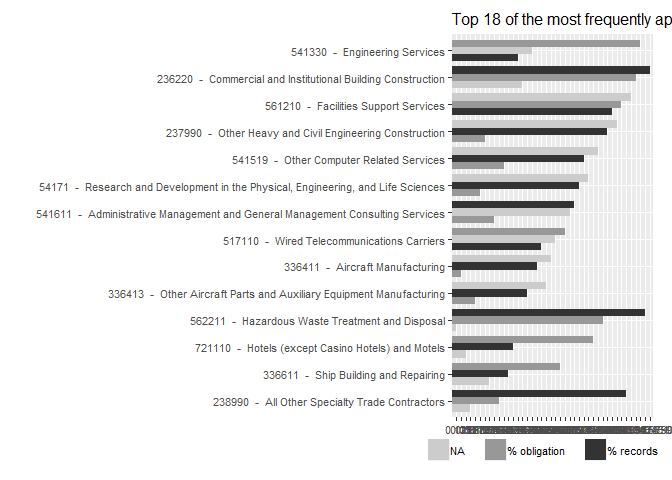 Top 18 of the most frequently ap
541330 - Engineering Services
236220 - Commercial and Institutional Building Construction
561210 - Facilities Support Services
237990 - Other Heavy and Civil Engineering Construction
541519 - Other Computer Related Services
54171 - Research and Development in the Physical, Engineering, and Life Sciences
541611 - Administrative Management and General Management Consulting Services
517110 - Wired Telecommunications Carriers
336411 - Aircraft Manufacturing
336413 - Other Aircraft Parts and Auxiliary Equipment Manufacturing
562211 - Hazardous Waste Treatment and Disposal
721110 - Hotels (except Casino Hotels) and Motels
336611 - Ship Building and Repairing
238990 - All Other Specialty Trade Contractors
NA % obligation % records